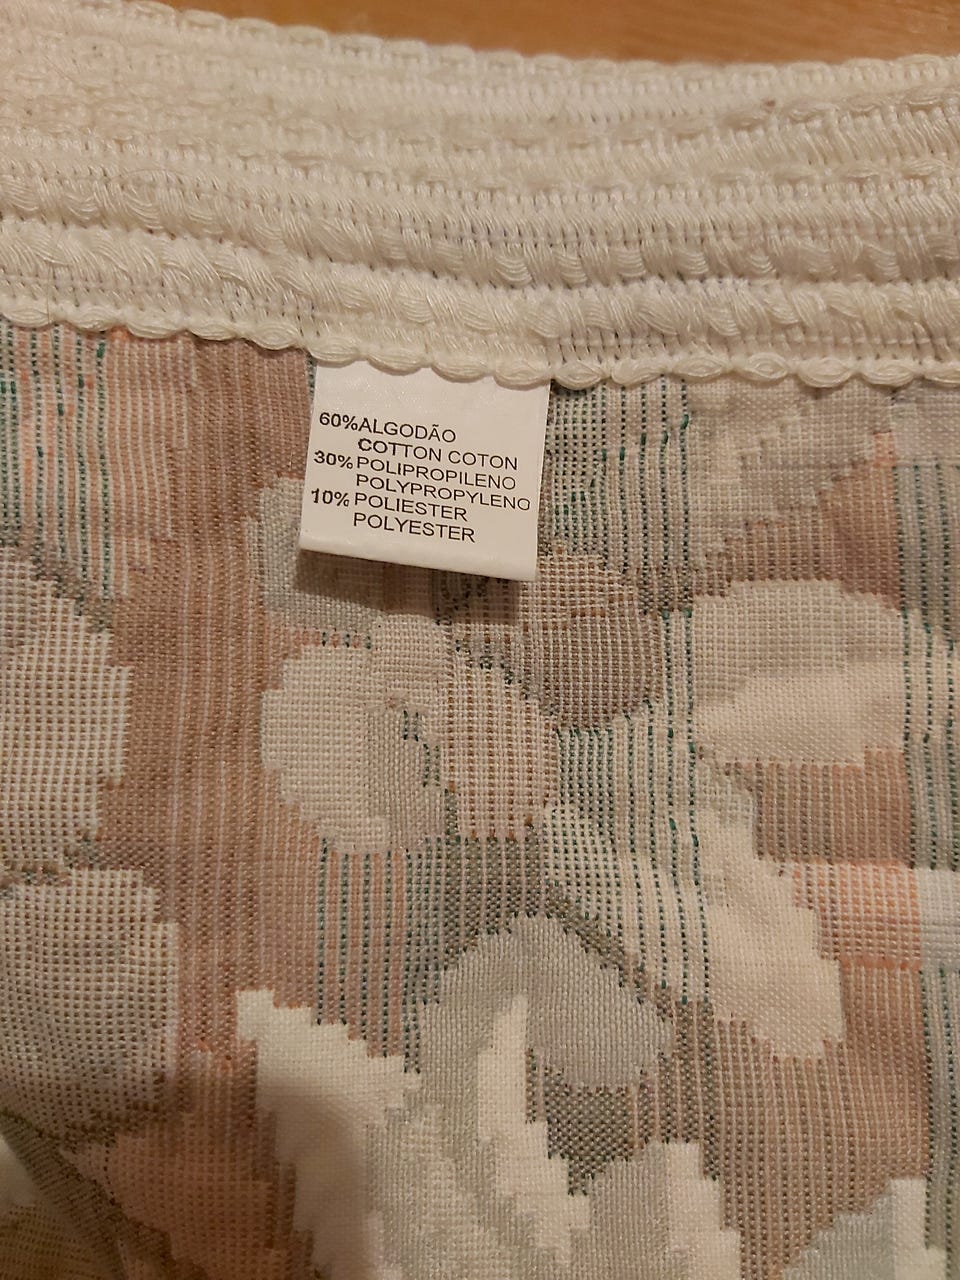 60%ALGODÃO
COTTON COTON
30%POLIPROPILENO
POLYPROPYLENO
10%POLIESTER
POLYESTER